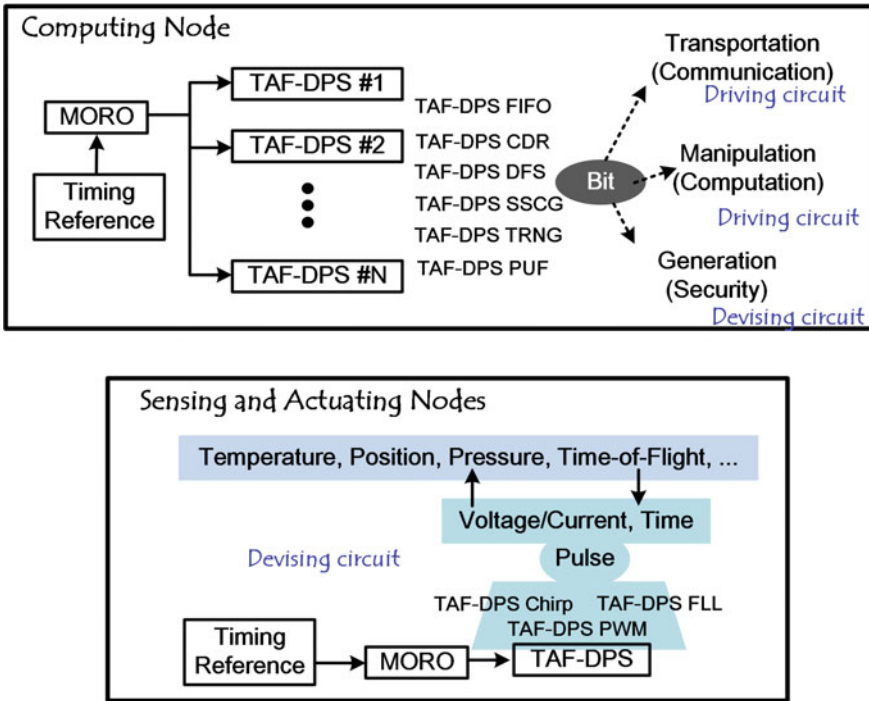 Computing Node
MORO
Timing
Reference
TAF-DPS #1
TAF-DPS #2
TAF-DPS #N
TAF-DPS FIFO
TAF-DPS CDR
TAF-DPS DFS
TAF-DPS SSCG
TAF-DPS TRNG
TAF-DPS PUF
Bit
Transportation
(Communication)
Driving circuit
Manipulation
(Computation)
Driving circuit
Generation
(Security)
Devising circuit
Sensing and Actuating Nodes
Temperature, Position, Pressure, Time-of-Flight, ...
Voltage/Current, Time
Pulse
Devising circuit
TAF-DPS Chirp
TAF-DPS FLL
TAF-DPS PWM
Timing
Reference
MORO
TAF-DPS